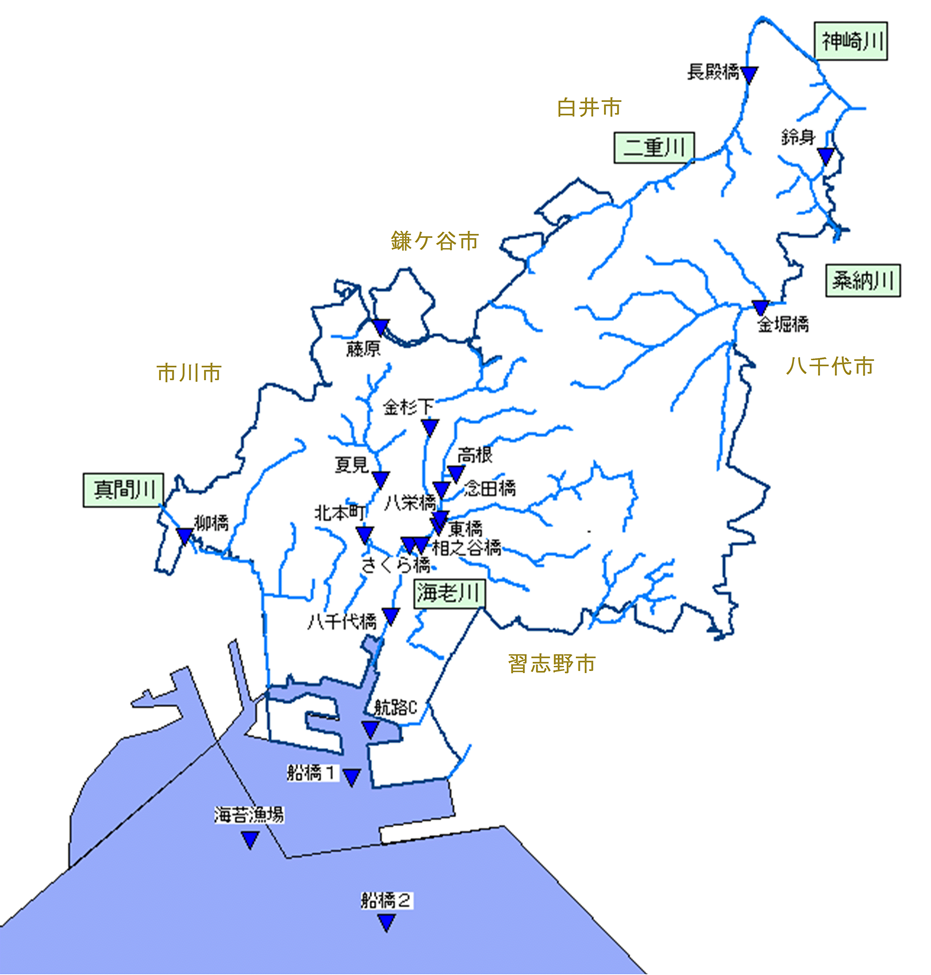 神崎川
長殿橋
白井市
鈴身
二重川
鎌ケ谷市
桑納川
金堀橋
藤原
八千代市
市川市
金杉下
高根
夏見
念田橋
真間川
八栄橋
北本町
柳橋
東橋
相之谷橋
さくら橋
海老川
八千代橋
習志野市
航路C
船橋1
海苔漁場
船橋2